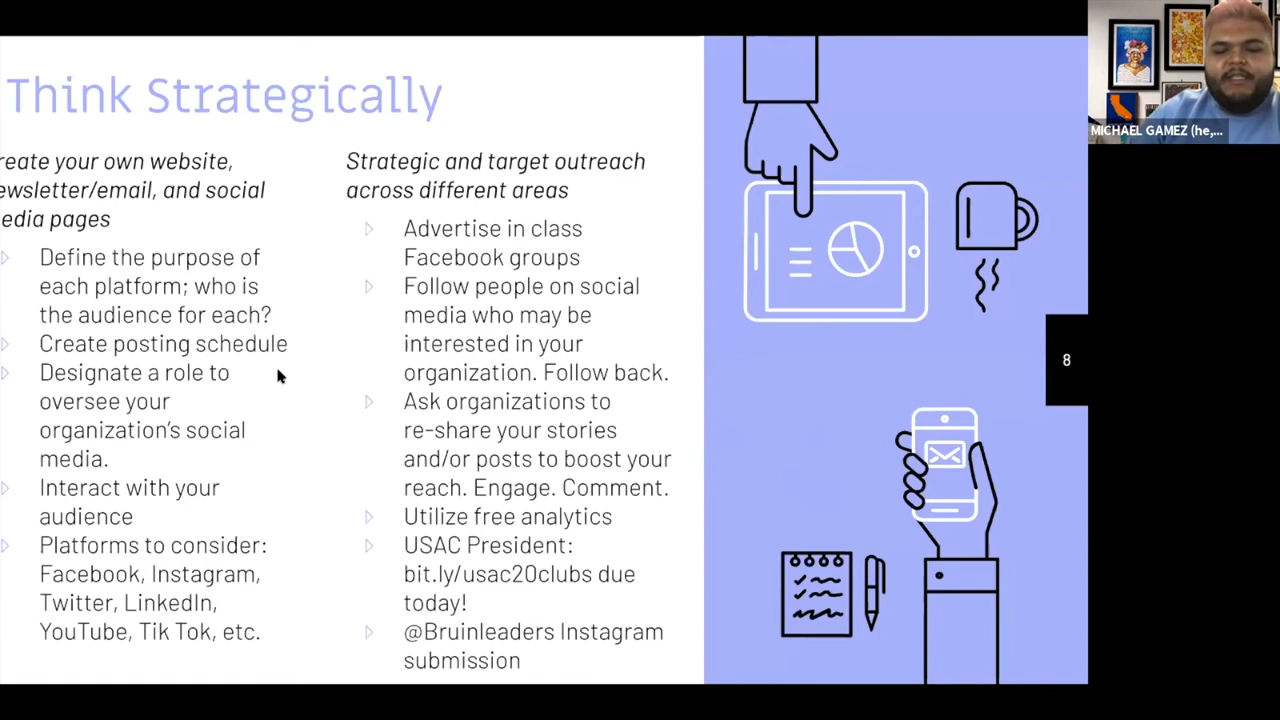 Think Strategically
reate your own website,
ewsletter/email, and social
edia pages
Define the purpose of
each platform; who is
the audience for each?
Create posting schedule
Designate a role to
oversee your
organization's social
media.
Interact with your
audience
Platforms to consider:
Facebook, Instagram,
Twitter, LinkedIn,
YouTube, Tik Tok, etc.
Strategic and target outreach
across different areas
Advertise in class
Facebook groups
Follow people on social
media who may be
interested in your
organization. Follow back.
Ask organizations to
re-share your stories
and/or posts to boost your
reach. Engage. Comment.
Utilize free analytics
USAC President:
bit.ly/usac20clubs due
today!
@Bruinleaders Instagram
submission
8
MICHAEL GAMEZ (he,...